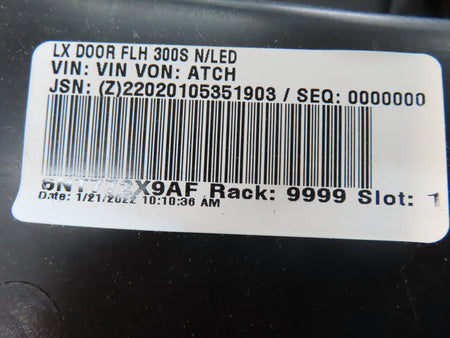 LX DOOR FLH 300S N/LED
VIN: VIN VON: ATCH
JSN: (Z)22020105351903 / SEQ: 0000000
Rack: 9999 Slot: 1
Date: 1/21/2022 10:10:36 AM